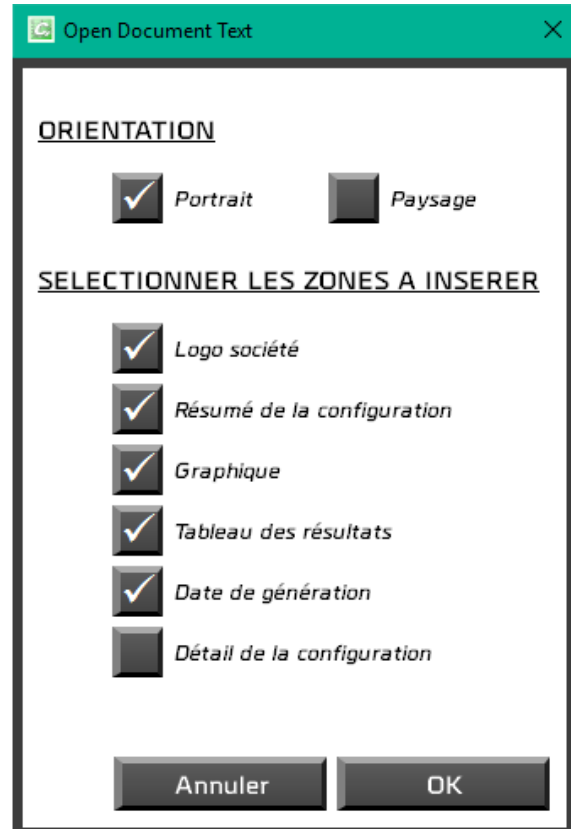 Open Document Text
ORIENTATION
Portrait Paysage
SELECTIONNER LES ZONES A INSERER
Logo société
Résumé de la configuration
Graphique
Tableau des résultats
Date de génération
Détail de la configuration
Annuler OK